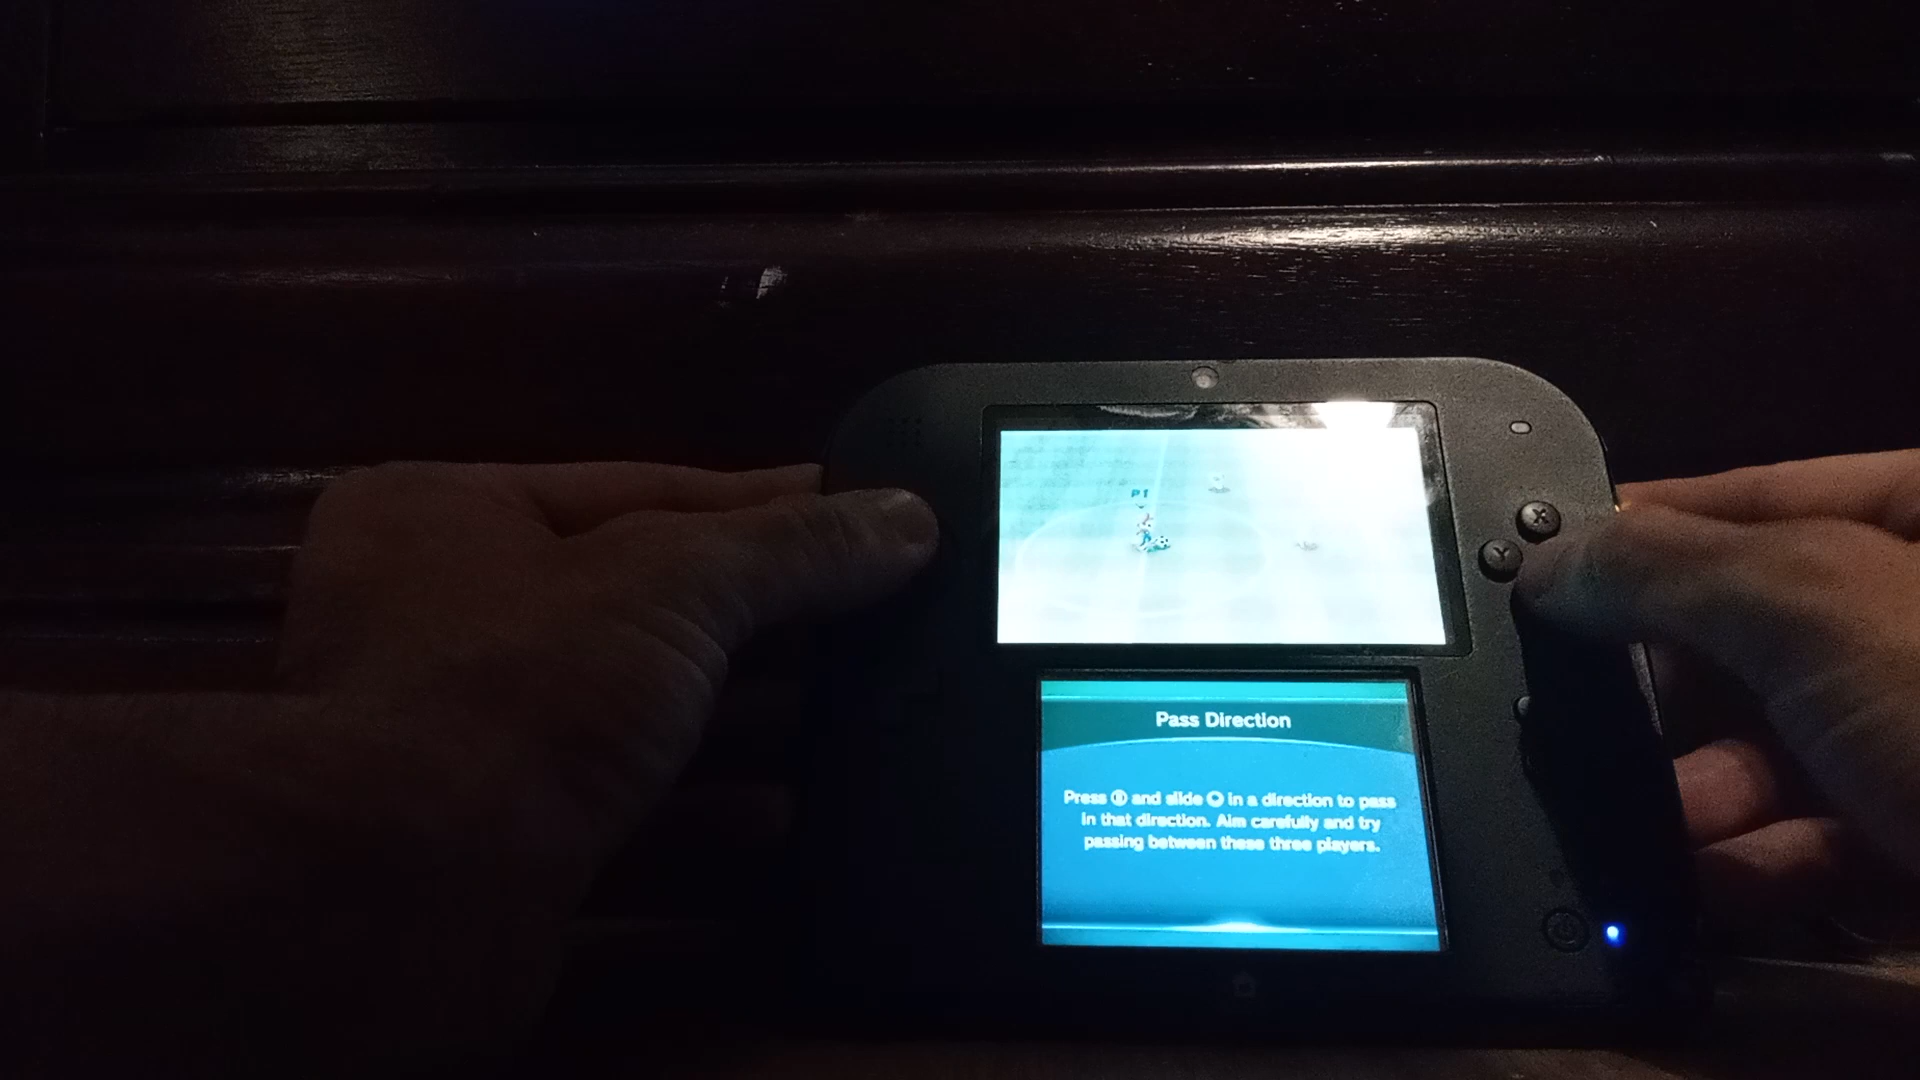 P1
X
Y
Pass Direction
Press Ⓑ and slide in a direction to pass
in that direction. Aim carefully and try
passing between these three players.